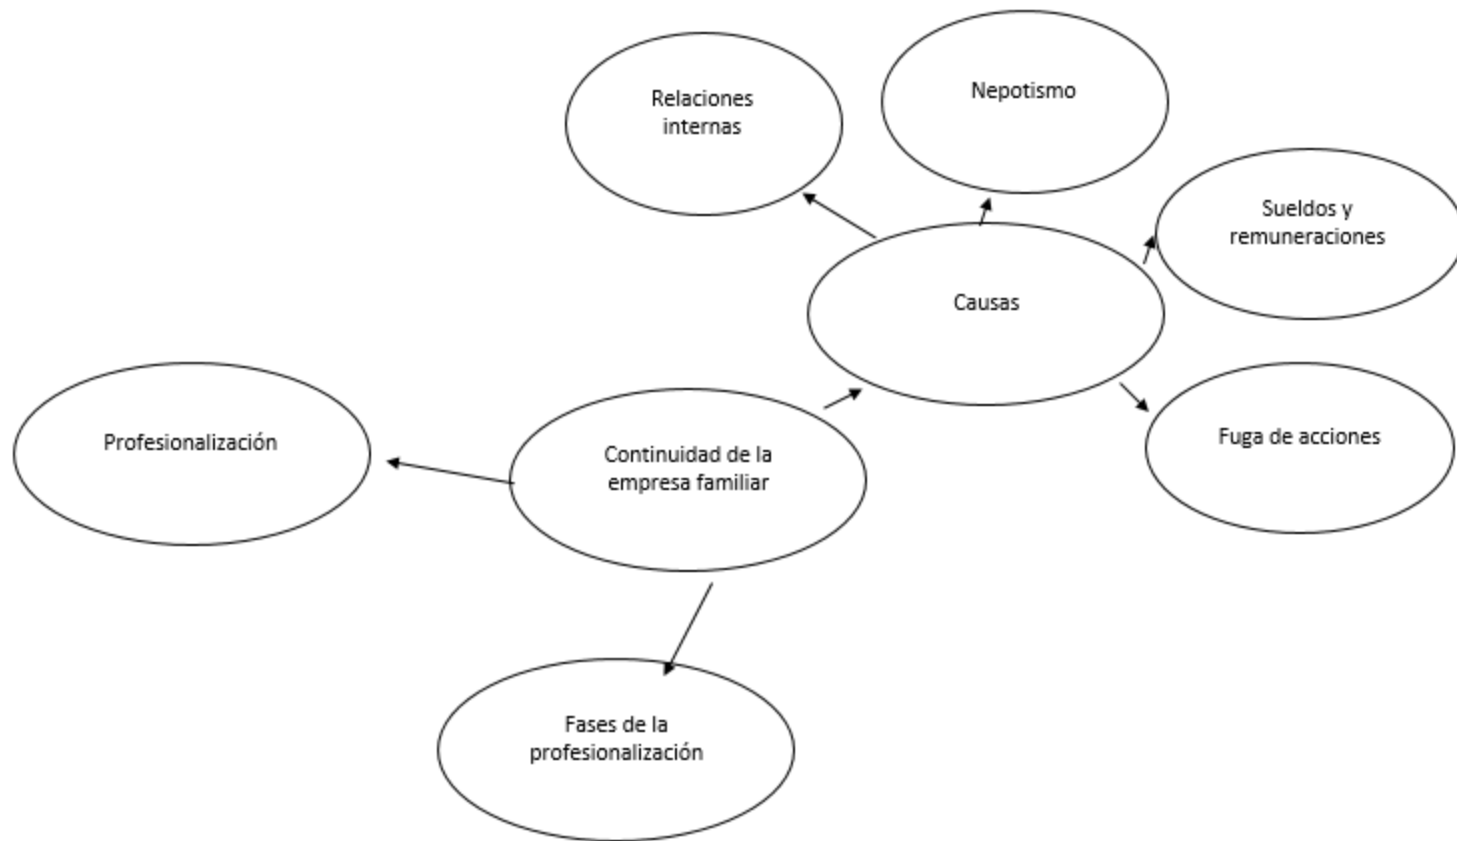 Relaciones
internas
Nepotismo
Sueldos y
remuneraciones
Causas
Fuga de acciones
Profesionalización
Continuidad de la
empresa familiar
Fases de la
profesionalización